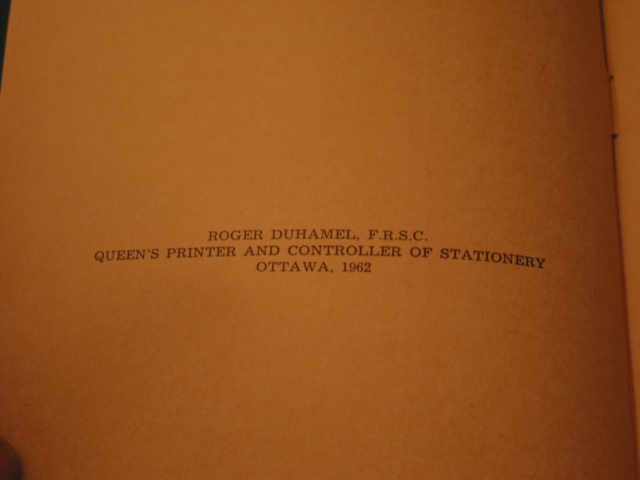 ROGER DUHAMEL, F.R.S.C.
QUEEN'S PRINTER AND CONTROLLER OF STATIONERY
OTTAWA, 1962